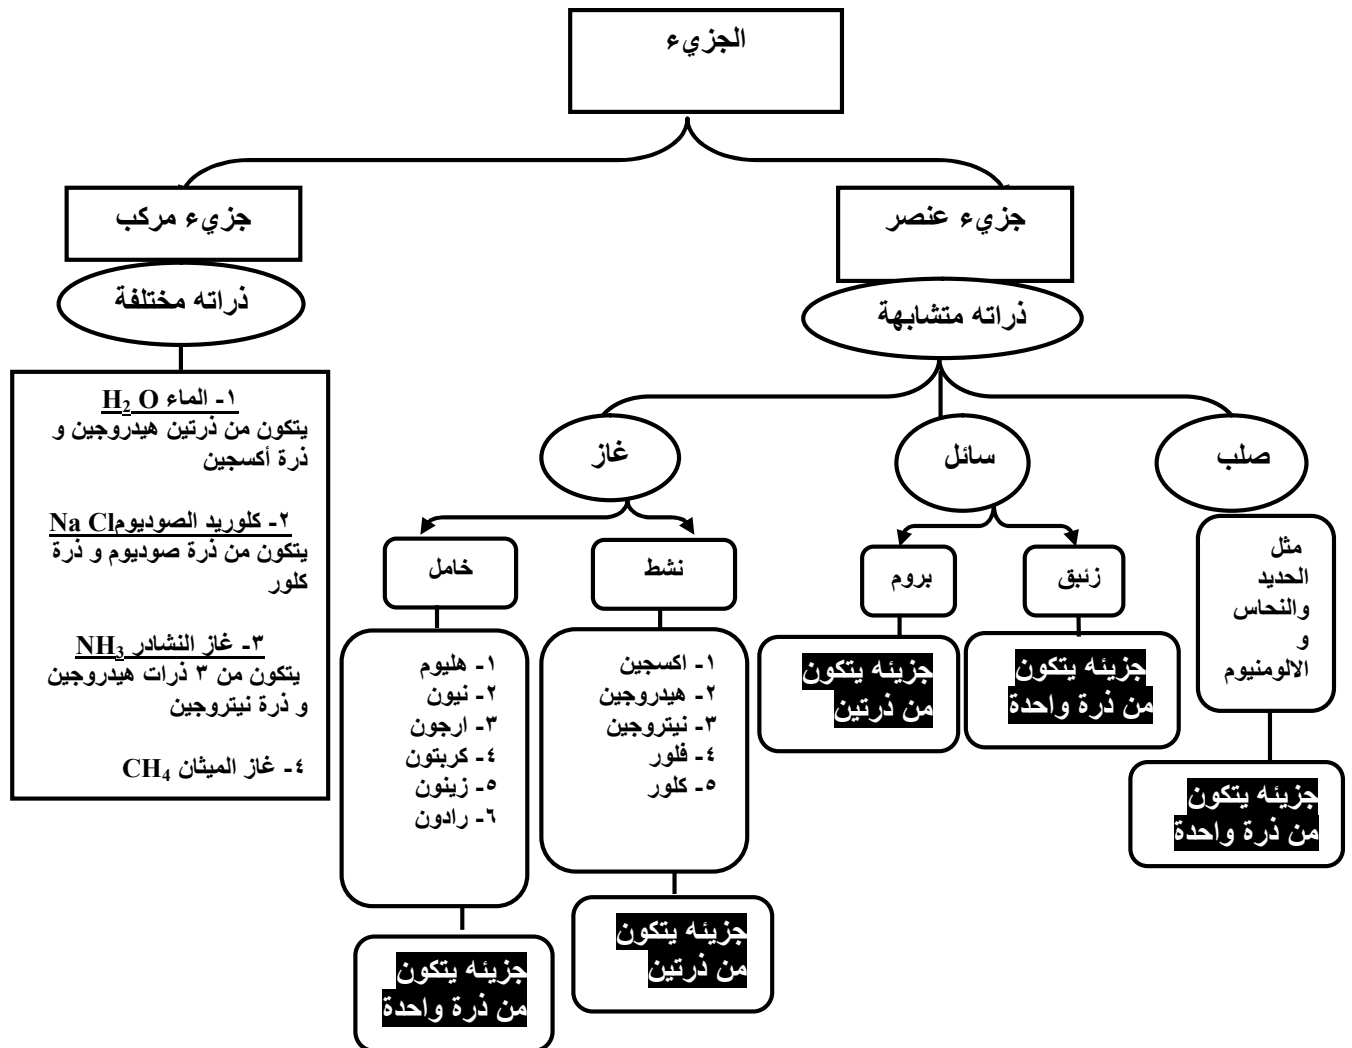 الجزيء
جزيء عنصر
جزيء مركب
ذراته متشابهة
ذراته مختلفة
صلب
سائل
غاز
مثل
الحديد
والنحاس
و
الالومنيوم
جزيئه يتكون
من ذرة واحدة
زئبق
بروم
جزيئه يتكون
من ذرة واحدة
جزيئه يتكون
من ذرتين
نشط
خامل
١- اكسجين
٢- هيدروجين
٣- نيتروجين
٤- فلور
٥- كلور
جزيئه يتكون
من ذرتين
١- هليوم
٢- نيون
٣- ارجون
٤- كربتون
٥- زينون
٦- رادون
جزيئه يتكون
من ذرة واحدة
١- الماء H₂ O
يتكون من ذرتين هيدروجين و
ذرة أكسجين
٢- كلوريد الصوديومNa Cl
يتكون من ذرة صوديوم و ذرة
كلور
٣- غاز النشادر NH₃
يتكون من ٣ ذرات هيدروجين
و ذرة نيتروجين
٤- غاز الميثان CH₄